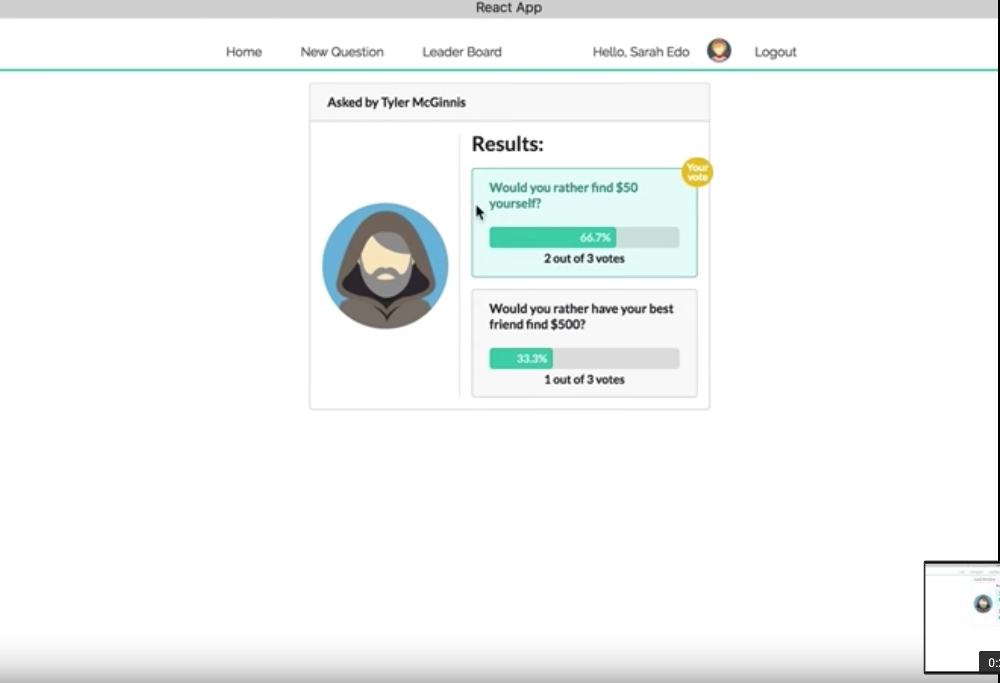 React App
Home New Question Leader Board Hello, Sarah Edo Logout
Asked by Tyler McGinnis
Results:
Your
vote
Would you rather find $50
yourself?
66.7%
2 out of 3 votes
Would you rather have your best
friend find $500?
33.3%
1 out of 3 votes